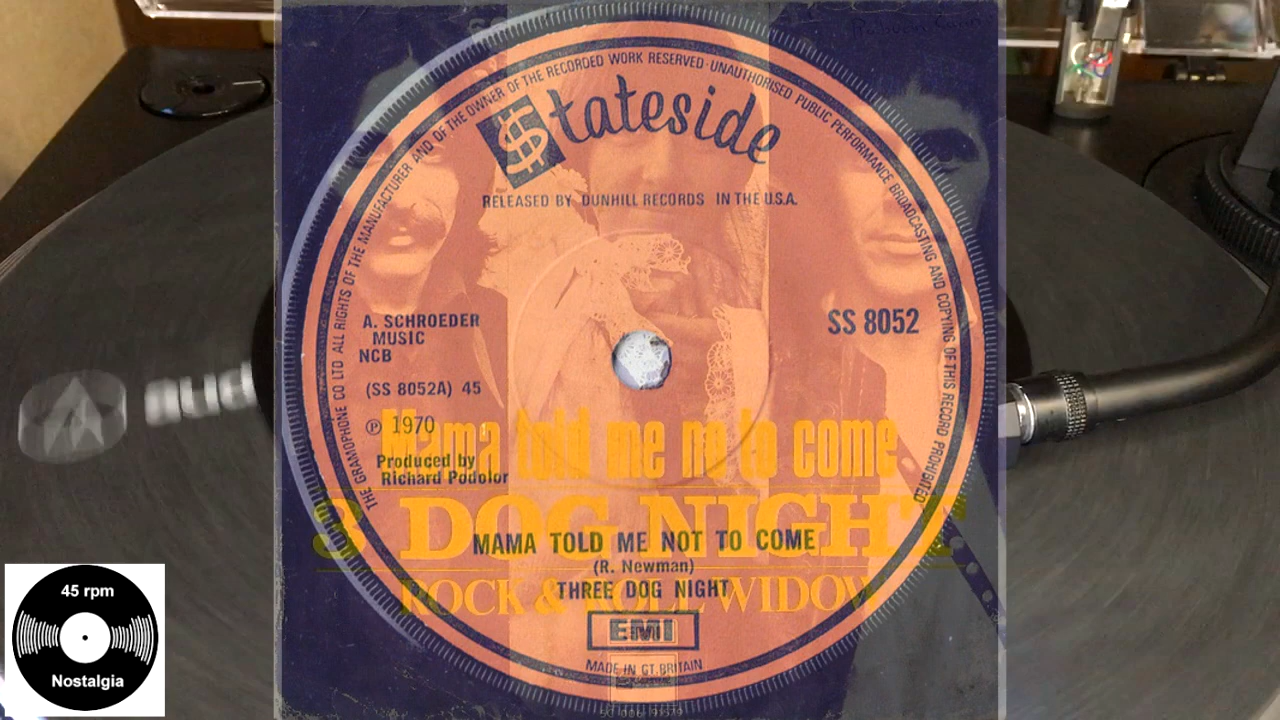 THE GRAMOPHONE CO LTD ALL RIGHTS OF THE MANUFACTURER AND OF THE OWNER OF THE RECORDED WORK RESERVED·UNAUTHORISED PUBLIC PERFORMANCE BROADCASTING AND COPYING OF THIS RECORD PROHIBITED
$tateside
RELEASED BY DUNHILL RECORDS IN THE U.S.A.
A. SCHROEDER
MUSIC
NCB
SS 8052
(SS 8052A) 45
℗ 1970
Mama told me no to come
Produced by
Richard Podolor
3 DOG NIGHT
MAMA TOLD ME NOT TO COME
(R. Newman)
THREE DOG NIGHT
ROCK & ROLL WIDOW
EMI
MADE IN GT. BRITAIN
45 rpm
Nostalgia